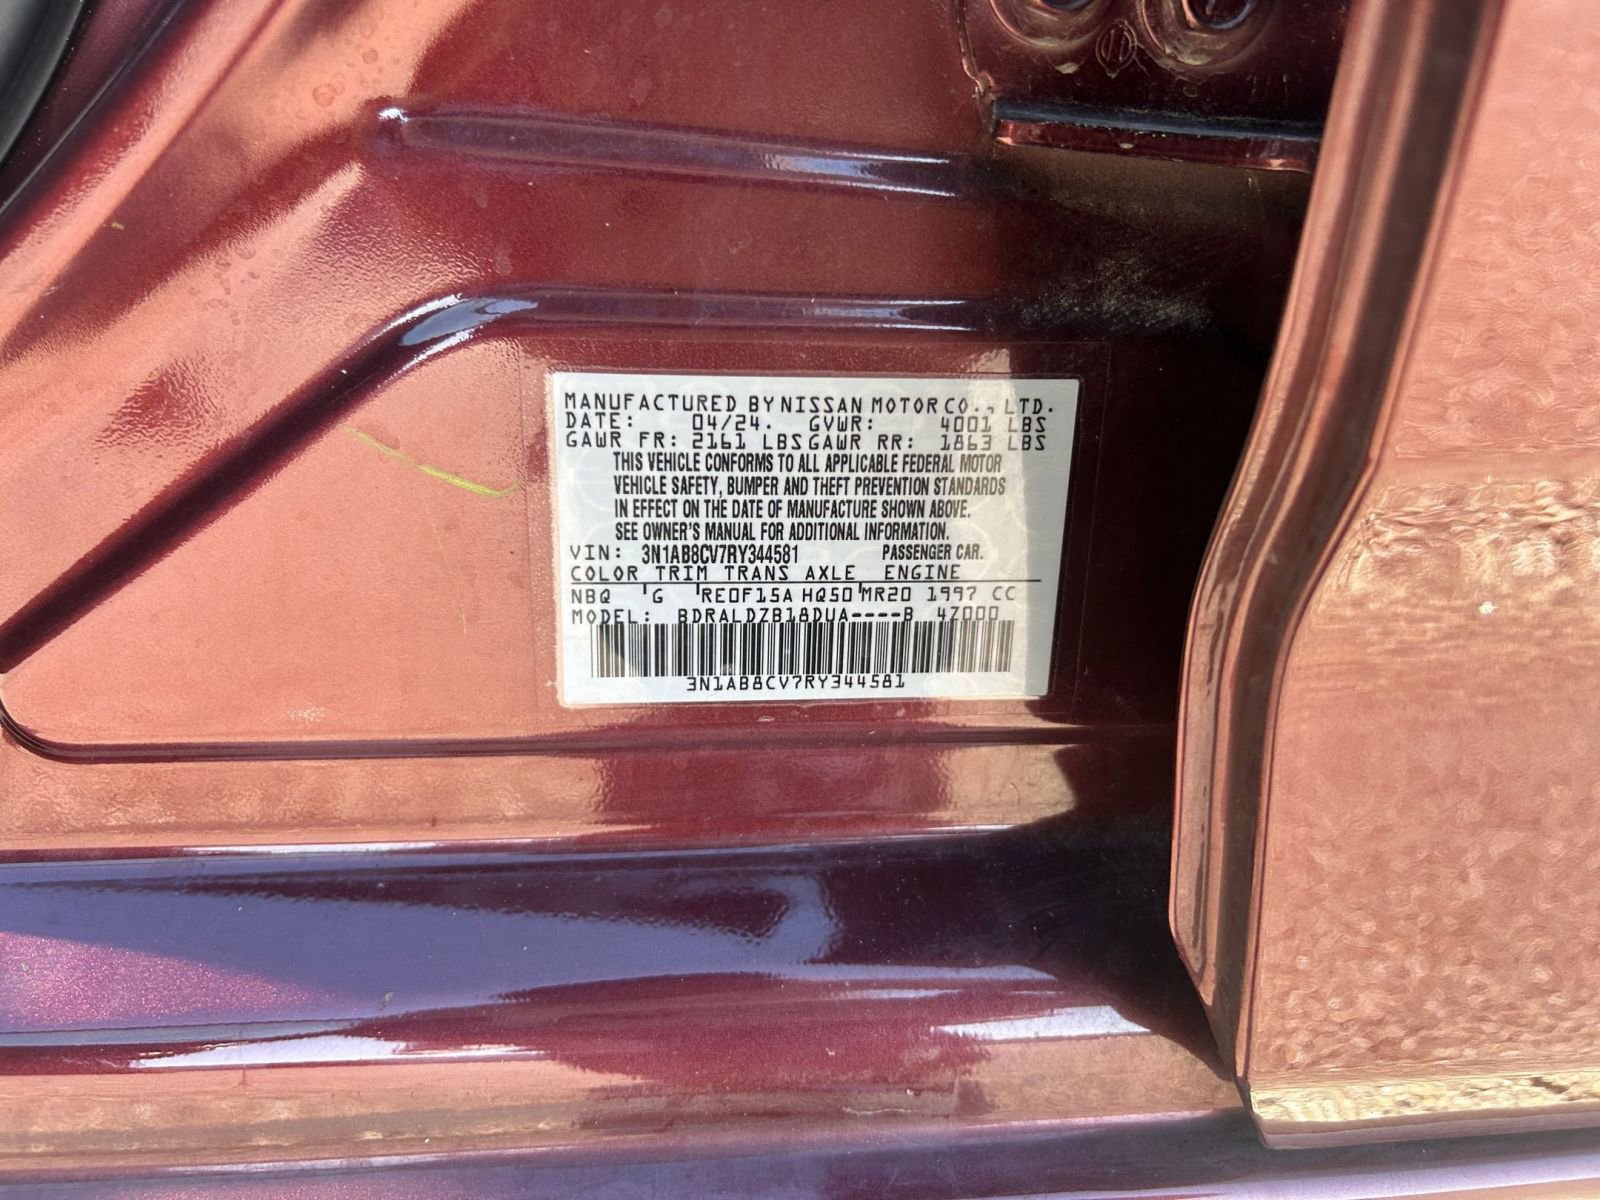 MANUFACTURED BY NISSAN MOTOR CO., LTD.
DATE: 04/24. GVWR: 4001 LBS
GAWR FR: 2161 LBS GAWR RR: 1863 LBS
THIS VEHICLE CONFORMS TO ALL APPLICABLE FEDERAL MOTOR
VEHICLE SAFETY, BUMPER AND THEFT PREVENTION STANDARDS
IN EFFECT ON THE DATE OF MANUFACTURE SHOWN ABOVE.
SEE OWNER'S MANUAL FOR ADDITIONAL INFORMATION.
VIN: 3N1AB8CV7RY344581 PASSENGER CAR.
COLOR TRIM TRANS AXLE ENGINE
NBQ 'G 'RE0F15A HQ50'MR20 1997 CC
MODEL: BDRALDZB18DUA----B 4Z000
3N1AB8CV7RY344581